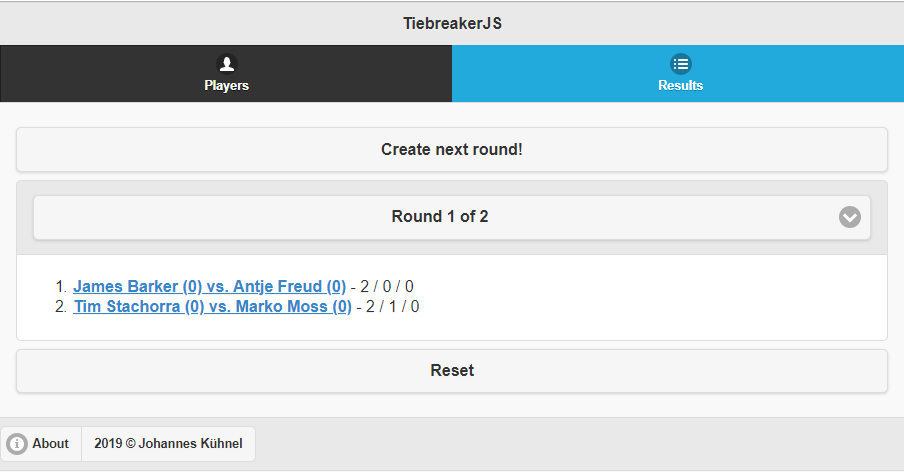 TiebreakerJS
Players
Results
Create next round!
Round 1 of 2
1. James Barker (0) vs. Antje Freud (0) - 2 / 0 / 0
2. Tim Stachorra (0) vs. Marko Moss (0) - 2 / 1 / 0
Reset
About
2019 © Johannes Kühnel